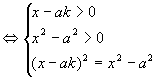 ⇔ { x − ak > 0
x² − a² > 0
(x − ak)² = x² − a²